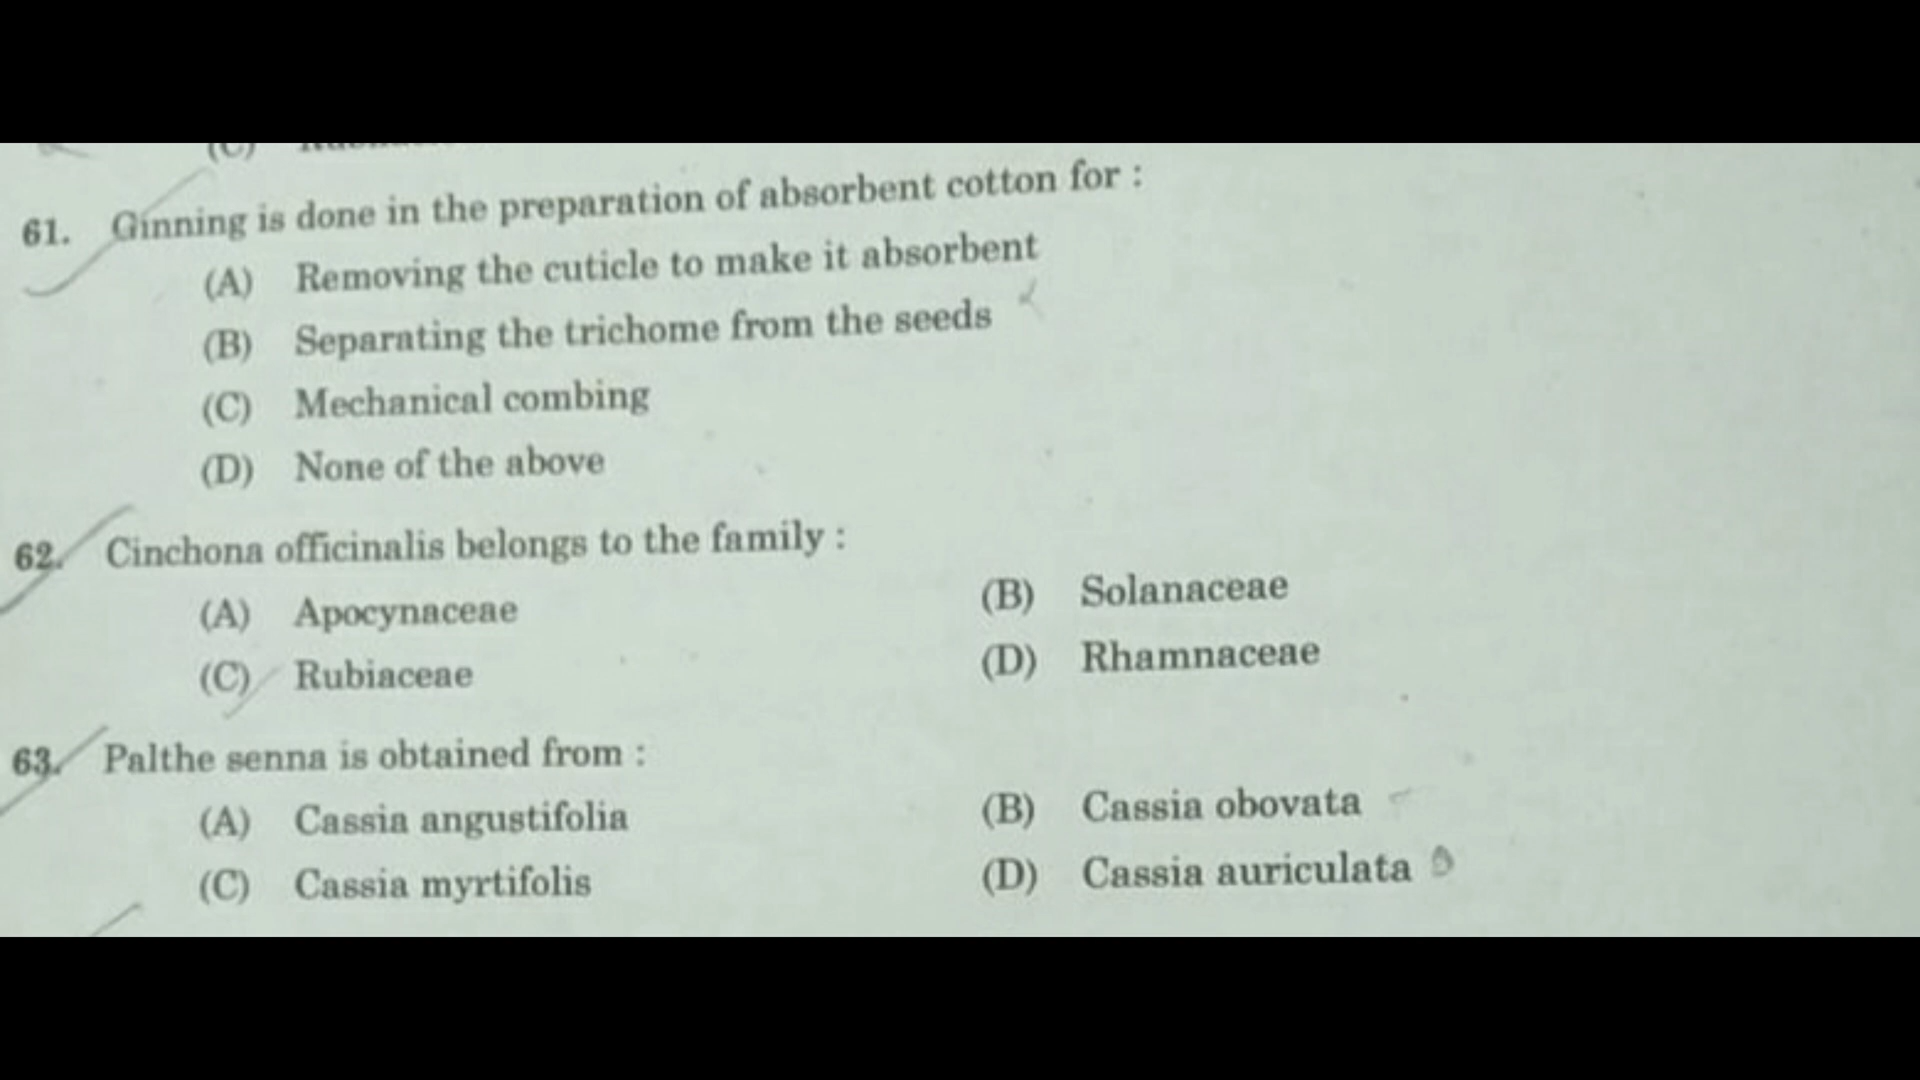 61. Ginning is done in the preparation of absorbent cotton for :
(A) Removing the cuticle to make it absorbent
(B) Separating the trichome from the seeds
(C) Mechanical combing
(D) None of the above
62. Cinchona officinalis belongs to the family :
(A) Apocynaceae (B) Solanaceae
(C) Rubiaceae (D) Rhamnaceae
63. Palthe senna is obtained from :
(A) Cassia angustifolia (B) Cassia obovata
(C) Cassia myrtifolis (D) Cassia auriculata